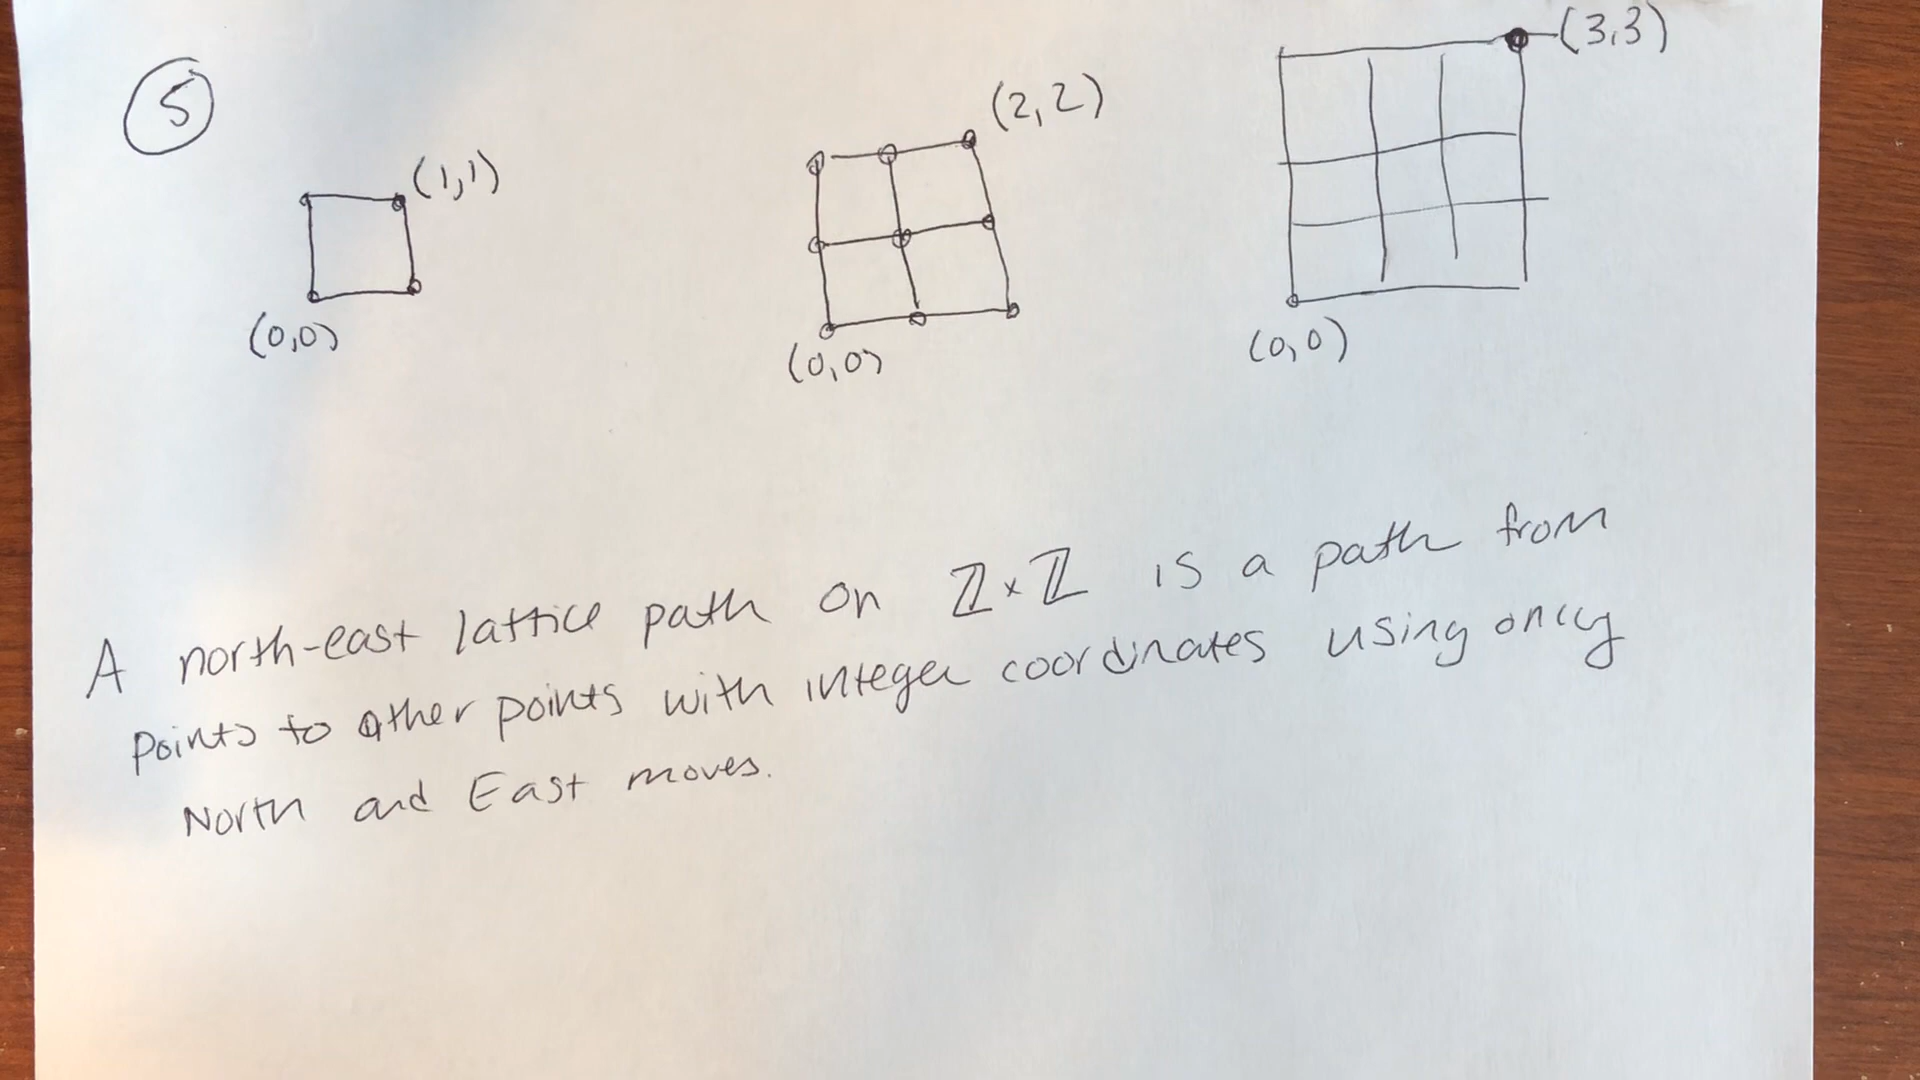 5
(1,1)
(0,0)
(2,2)
(0,0)
(3,3)
(0,0)
A north-east lattice path on ℤ×ℤ is a path from
points to other points with integer coordinates using only
North and East moves.